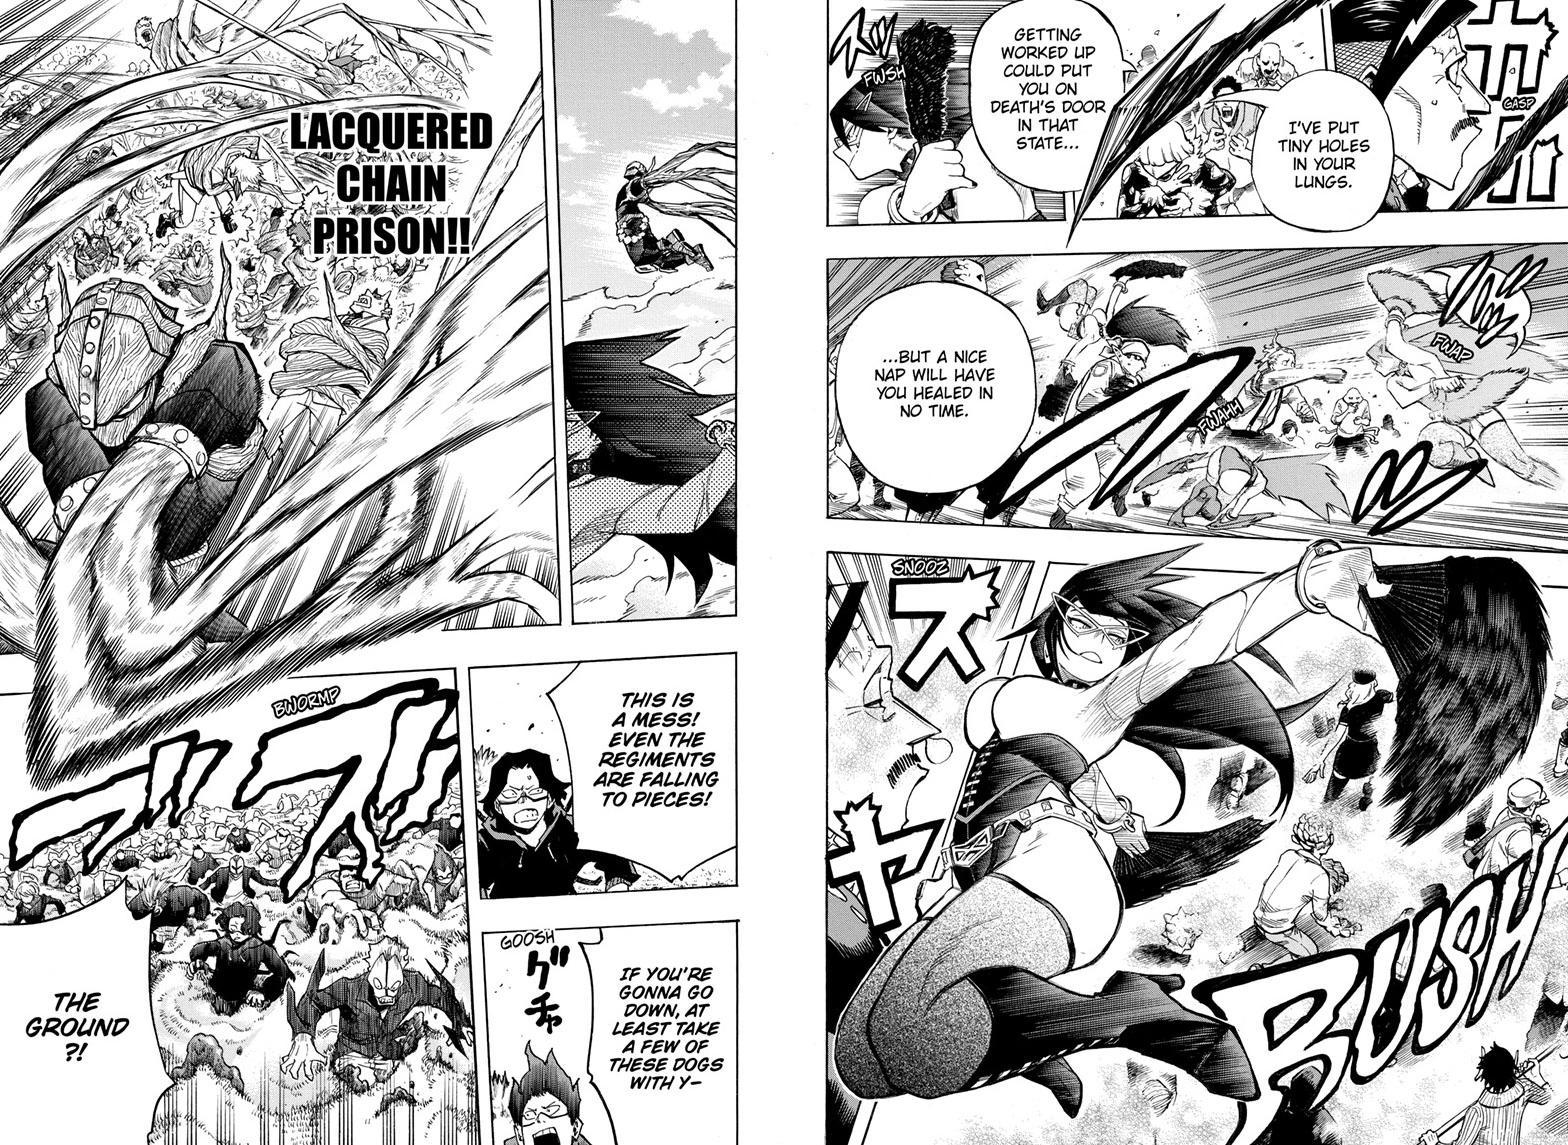 ガ
GASP
I'VE PUT
TINY HOLES
IN YOUR
LUNGS.
GETTING
WORKED UP
COULD PUT
YOU ON
DEATH'S DOOR
IN THAT
STATE...
FWSH
FWAP
FWAHH
...BUT A NICE
NAP WILL HAVE
YOU HEALED IN
NO TIME.
SNOOZ
RUSH
LACQUERED
CHAIN
PRISON!!
THIS IS
A MESS!
EVEN THE
REGIMENTS
ARE FALLING
TO PIECES!
BWORMP
THE
GROUND
?!
GOOSH
グチャ
IF YOU'RE
GONNA GO
DOWN, AT
LEAST TAKE
A FEW OF
THESE DOGS
WITH Y–